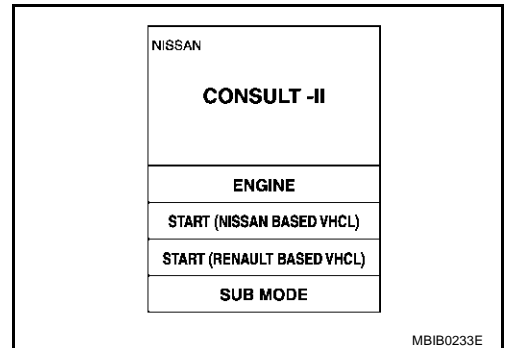 NISSAN
CONSULT -II
ENGINE
START (NISSAN BASED VHCL)
START (RENAULT BASED VHCL)
SUB MODE
MBIB0233E